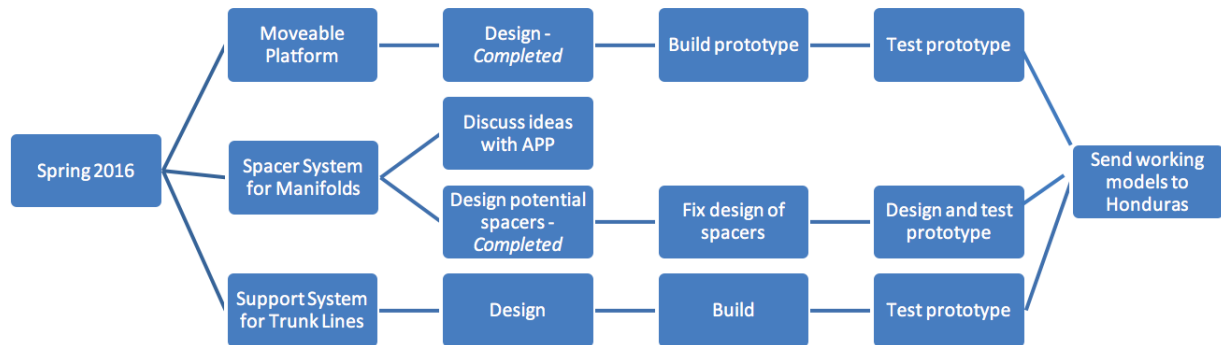 Moveable
Platform
Design -
Completed
Build prototype
Test prototype
Discuss ideas
with APP
Spring 2016
Spacer System
for Manifolds
Send working
models to
Honduras
Design potential
spacers -
Completed
Fix design of
spacers
Design and test
prototype
Support System
for Trunk Lines
Design
Build
Test prototype